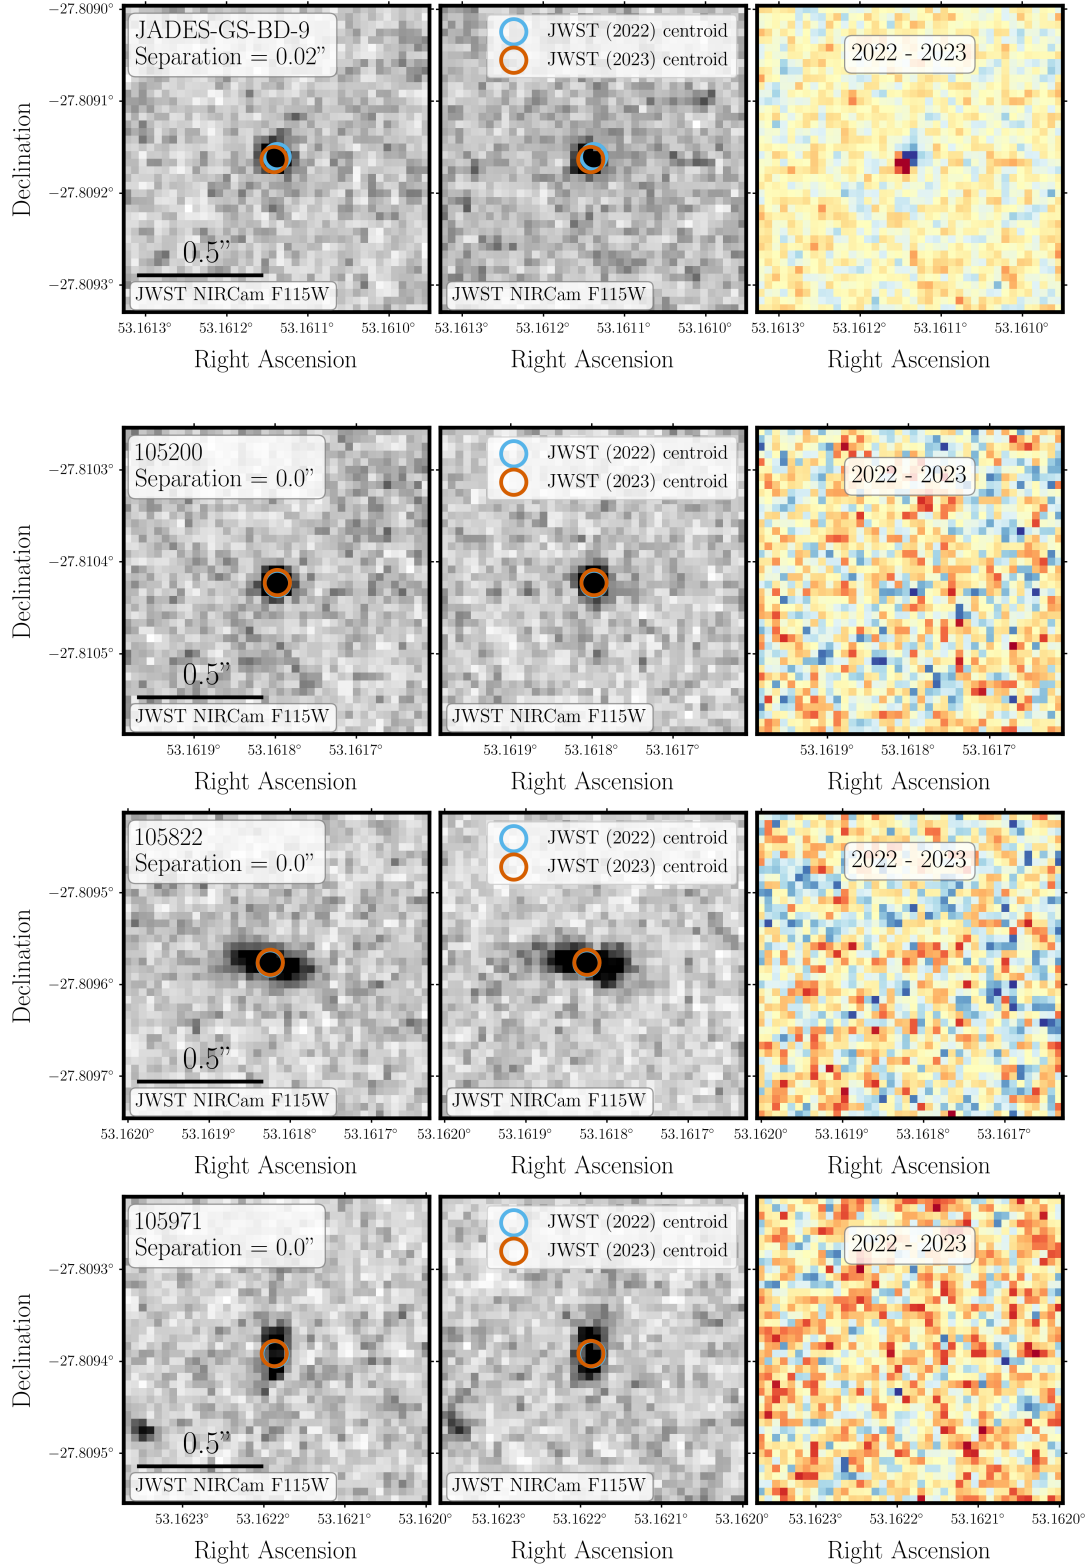 JADES-GS-BD-9
Separation = 0.02”
JWST (2022) centroid
JWST (2023) centroid
2022 - 2023
−27.8090°
−27.8091°
−27.8092°
−27.8093°
Declination
0.5”
JWST NIRCam F115W
JWST NIRCam F115W
53.1613° 53.1612° 53.1611° 53.1610° 53.1613° 53.1612° 53.1611° 53.1610° 53.1613° 53.1612° 53.1611° 53.1610°
Right Ascension Right Ascension Right Ascension
105200
Separation = 0.0”
JWST (2022) centroid
JWST (2023) centroid
2022 - 2023
−27.8103°
−27.8104°
−27.8105°
Declination
0.5”
JWST NIRCam F115W
JWST NIRCam F115W
53.1619° 53.1618° 53.1617° 53.1619° 53.1618° 53.1617° 53.1619° 53.1618° 53.1617°
Right Ascension Right Ascension Right Ascension
105822
Separation = 0.0”
JWST (2022) centroid
JWST (2023) centroid
2022 - 2023
−27.8095°
−27.8096°
−27.8097°
Declination
0.5”
JWST NIRCam F115W
JWST NIRCam F115W
53.1620° 53.1619° 53.1618° 53.1617° 53.1620° 53.1619° 53.1618° 53.1617° 53.1620° 53.1619° 53.1618° 53.1617°
Right Ascension Right Ascension Right Ascension
105971
Separation = 0.0”
JWST (2022) centroid
JWST (2023) centroid
2022 - 2023
−27.8093°
−27.8094°
−27.8095°
Declination
0.5”
JWST NIRCam F115W
JWST NIRCam F115W
53.1623° 53.1622° 53.1621° 53.1620° 53.1623° 53.1622° 53.1621° 53.1620° 53.1623° 53.1622° 53.1621° 53.1620°
Right Ascension Right Ascension Right Ascension